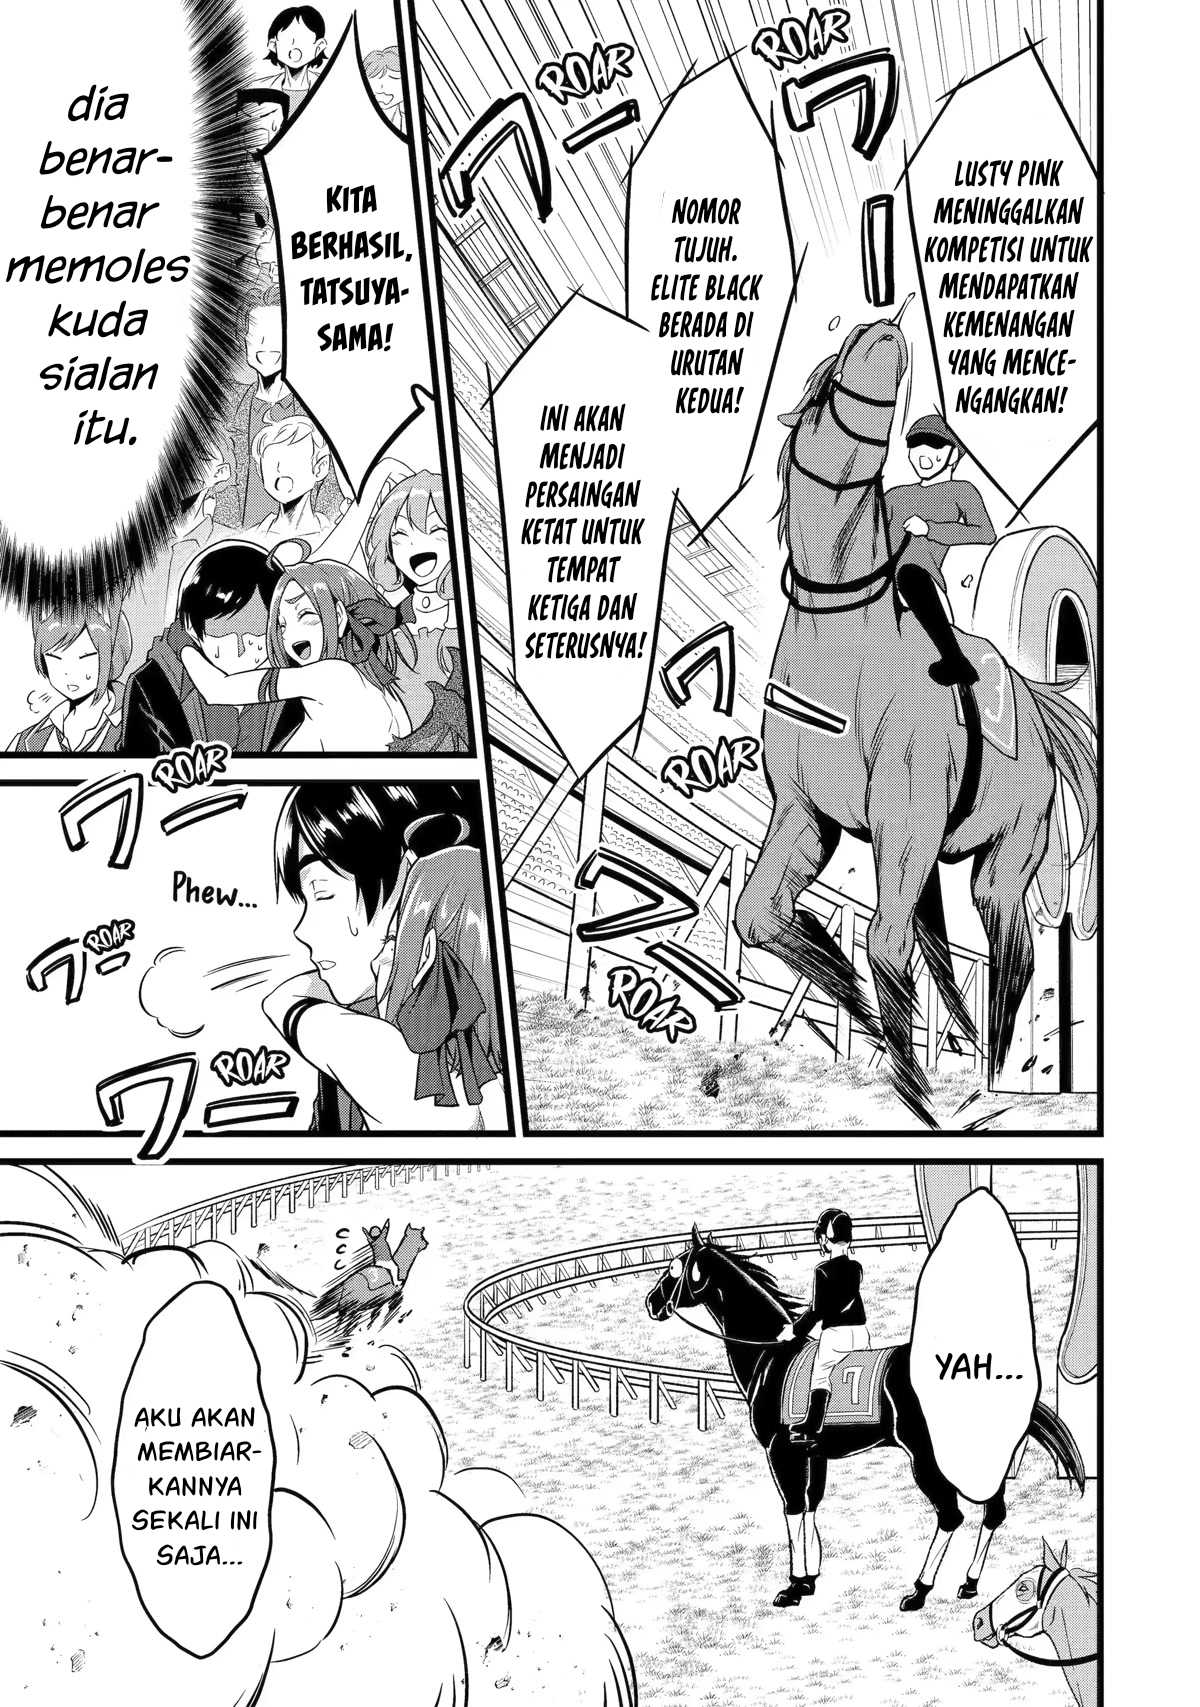 LUSTY PINK
MENINGGALKAN
KOMPETISI UNTUK
MENDAPATKAN
KEMENANGAN
YANG MENCE-
NGANGKAN!
ROAR
ワー
ROAR
ワー
NOMOR
TUJUH.
ELITE BLACK
BERADA DI
URUTAN
KEDUA!
INI AKAN
MENJADI
PERSAINGAN
KETAT UNTUK
TEMPAT
KETIGA DAN
SETERUSNYA!
ROAR
ワー
ROAR
ワー
3
KITA
BERHASIL,
TATSUYA-
SAMA!
dia
benar-
benar
memoles
kuda
sialan
itu.
ROAR
ワー
Phew...
ROAR
ワー
ROAR
ワー
YAH...
7
AKU AKAN
MEMBIAR-
KANNYA
SEKALI INI
SAJA...